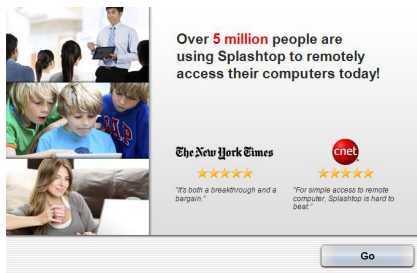 Over 5 million people are
using Splashtop to remotely
access their computers today!
The New York Times
cnet
"It's both a breakthrough and a
bargain."
"For simple access to remote
computer, Splashtop is hard to
beat."
GAP
Go